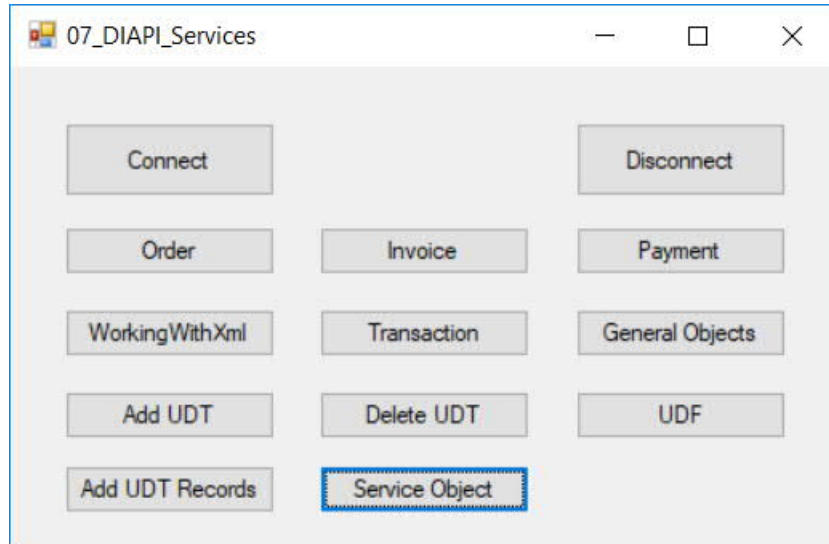 07_DIAPI_Services
Connect
Disconnect
Order
Invoice
Payment
WorkingWithXml
Transaction
General Objects
Add UDT
Delete UDT
UDF
Add UDT Records
Service Object